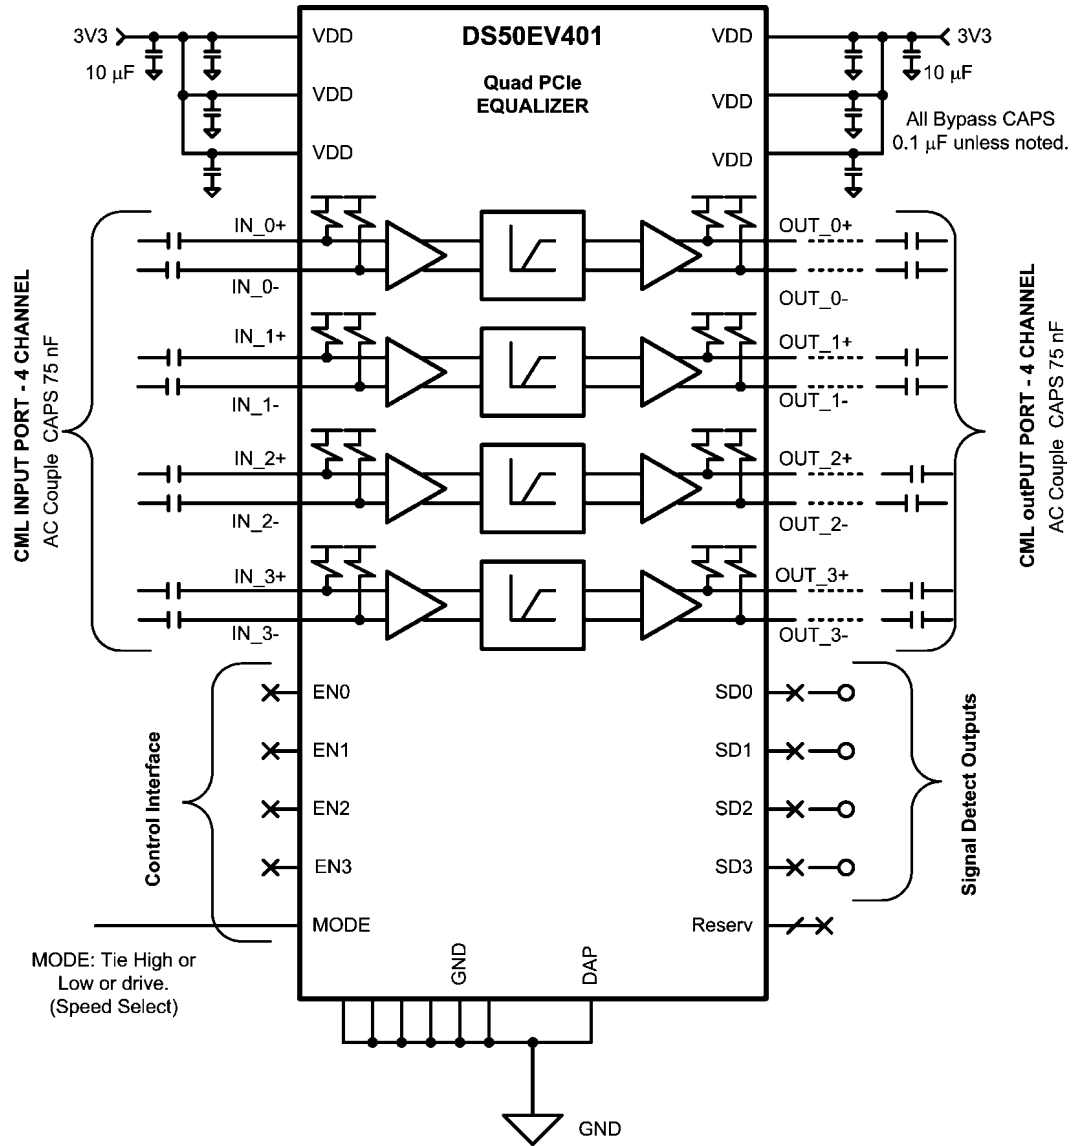 DS50EV401
Quad PCIe
EQUALIZER
3V3
10 µF
VDD
VDD
VDD
VDD
VDD
VDD
3V3
10 µF
All Bypass CAPS
0.1 µF unless noted.
CML INPUT PORT - 4 CHANNEL
AC Couple CAPS 75 nF
IN_0+
IN_0-
IN_1+
IN_1-
IN_2+
IN_2-
IN_3+
IN_3-
OUT_0+
OUT_0-
OUT_1+
OUT_1-
OUT_2+
OUT_2-
OUT_3+
OUT_3-
CML outPUT PORT - 4 CHANNEL
AC Couple CAPS 75 nF
Control Interface
EN0
EN1
EN2
EN3
MODE
MODE: Tie High or
Low or drive.
(Speed Select)
SD0
SD1
SD2
SD3
Reserv
Signal Detect Outputs
GND
DAP
GND